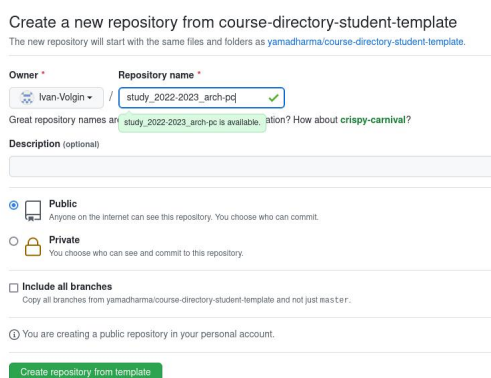 Create a new repository from course-directory-student-template
The new repository will start with the same files and folders as yamadharma/course-directory-student-template.
Owner * Repository name *
Ivan-Volgin / study_2022-2023_arch-pc
Great repository names are ation? How about crispy-carnival?
study_2022-2023_arch-pc is available.
Description (optional)
Public
Anyone on the internet can see this repository. You choose who can commit.
Private
You choose who can see and commit to this repository.
Include all branches
Copy all branches from yamadharma/course-directory-student-template and not just master.
You are creating a public repository in your personal account.
Create repository from template